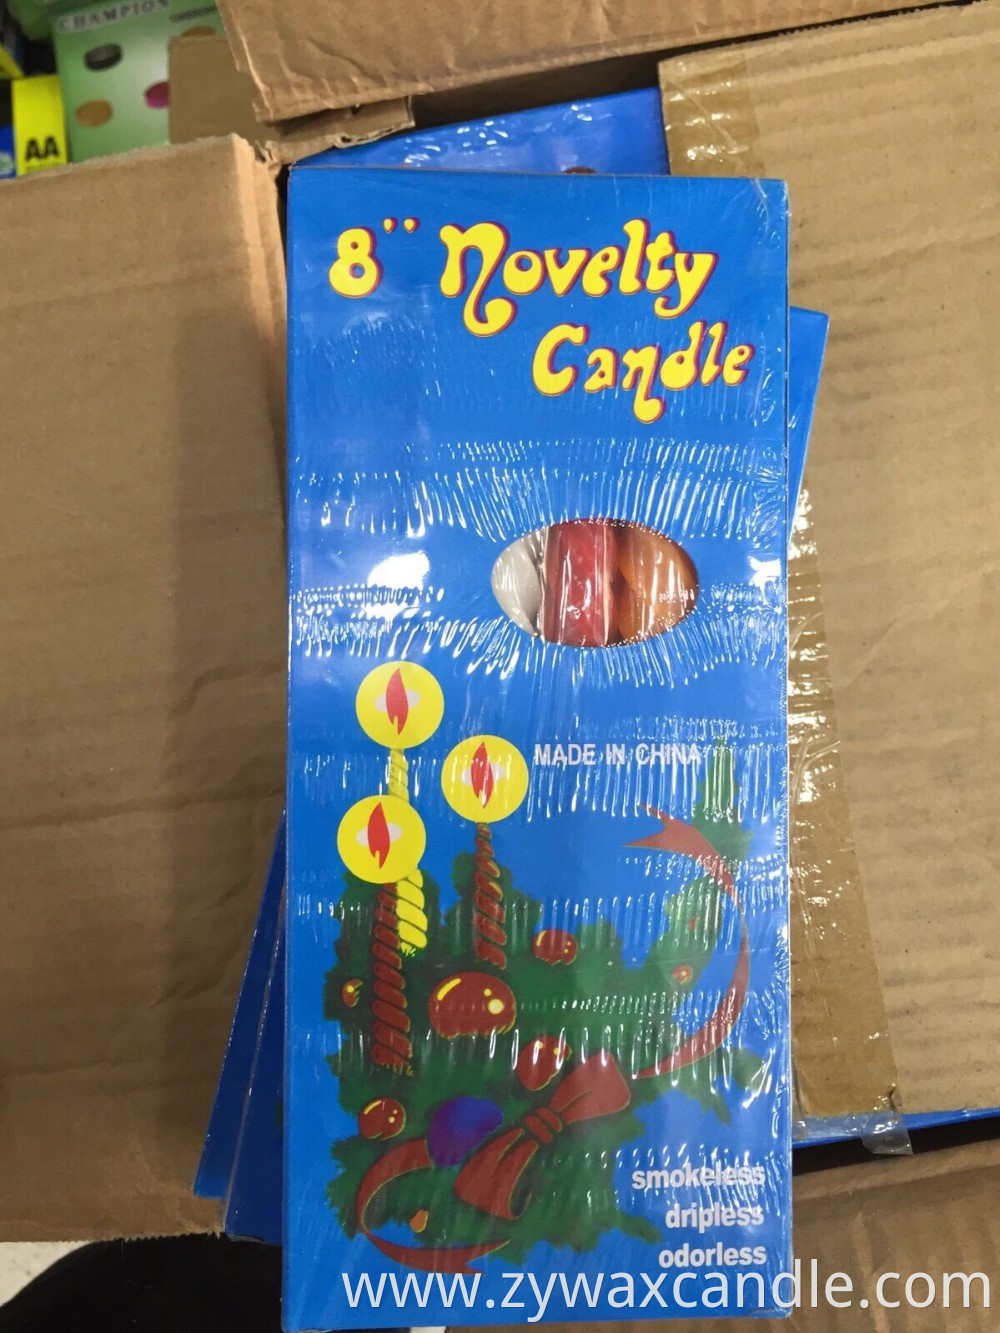 CHAMPION
AA
8" Novelty
Candle
MADE IN CHINA
smokeless
dripless
odorless
www.zywaxcandle.com